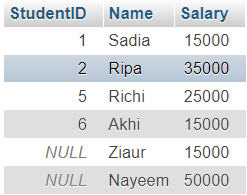 StudentID Name Salary
1 Sadia 15000
2 Ripa 35000
5 Richi 25000
6 Akhi 15000
NULL Ziaur 15000
NULL Nayeem 50000